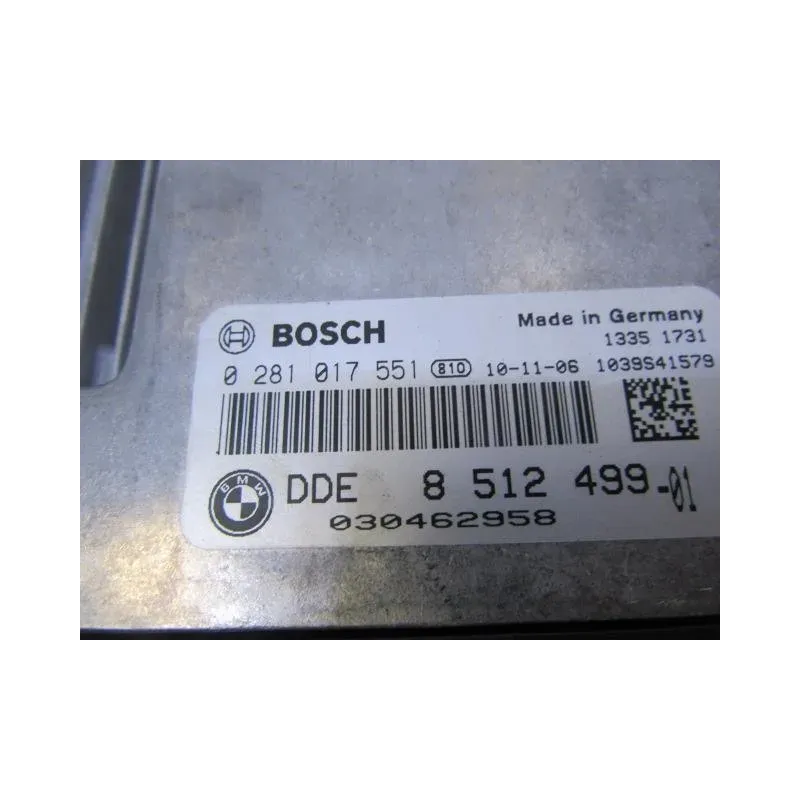 BOSCH Made in Germany
1335 1731
0 281 017 551 810 10-11-06 1039S41579
BMW DDE 8 512 499-01
030462958